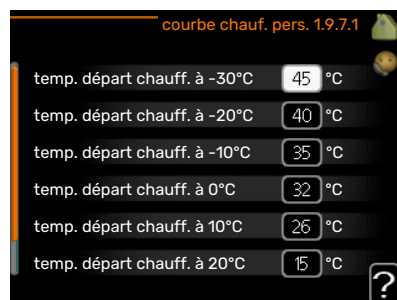 courbe chauf. pers. 1.9.7.1
temp. départ chauff. à -30°C 45 °C
temp. départ chauff. à -20°C 40 °C
temp. départ chauff. à -10°C 35 °C
temp. départ chauff. à 0°C 32 °C
temp. départ chauff. à 10°C 26 °C
temp. départ chauff. à 20°C 15 °C
?